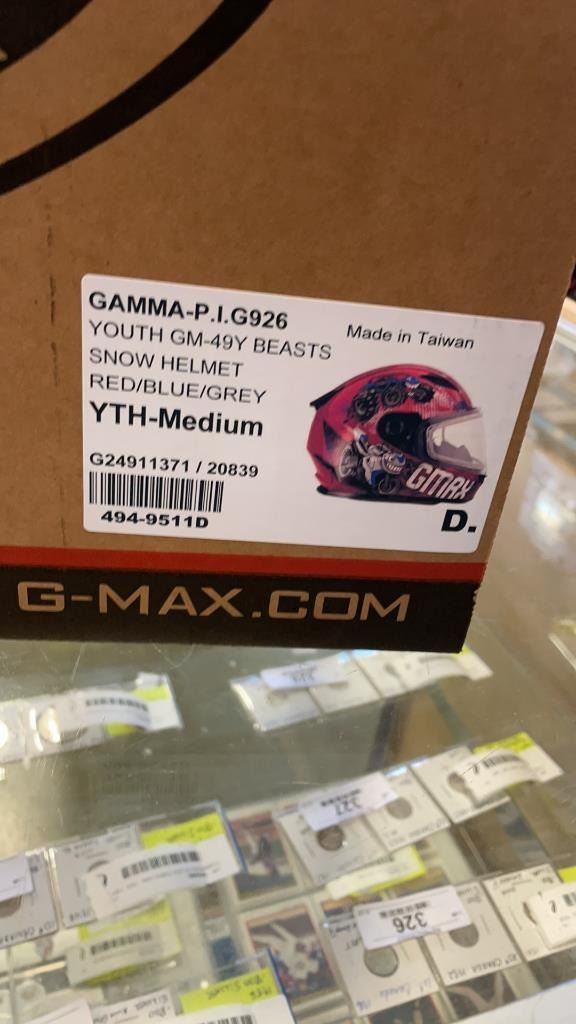 GAMMA-P.I.G926
Made in Taiwan
YOUTH GM-49Y BEASTS
SNOW HELMET
RED/BLUE/GREY
YTH-Medium
G24911371 / 20839
494-9511D
GMAX
D.
G-MAX.COM
327
326